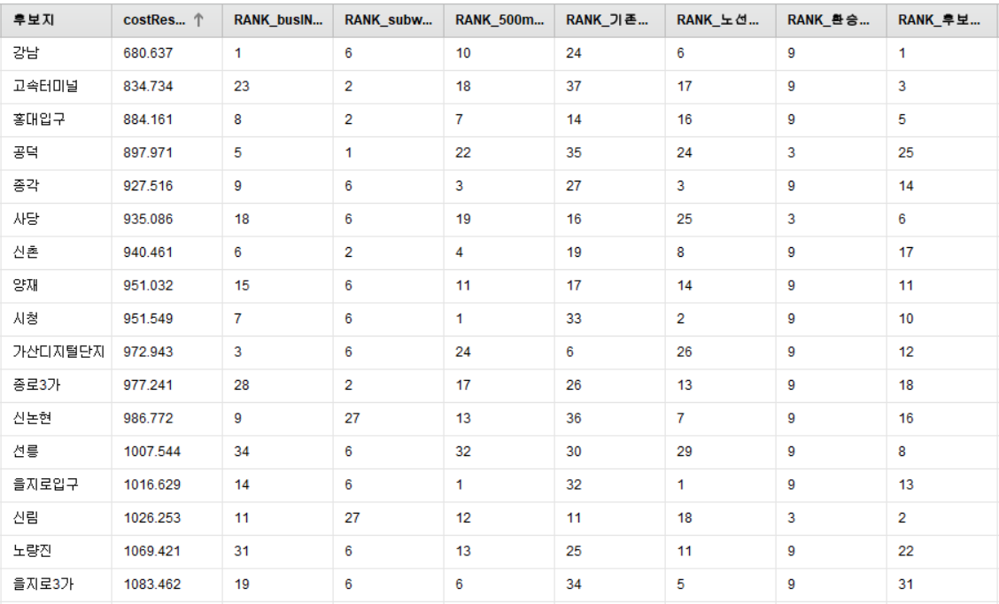 후보지 costRes... ↑ RANK_busIN... RANK_subw... RANK_500m... RANK_기존... RANK_노선... RANK_환승... RANK_후보...
강남 680.637 1 6 10 24 6 9 1
고속터미널 834.734 23 2 18 37 17 9 3
홍대입구 884.161 8 2 7 14 16 9 5
공덕 897.971 5 1 22 35 24 3 25
종각 927.516 9 6 3 27 3 9 14
사당 935.086 18 6 19 16 25 3 6
신촌 940.461 6 2 4 19 8 9 17
양재 951.032 15 6 11 17 14 9 11
시청 951.549 7 6 1 33 2 9 10
가산디지털단지 972.943 3 6 24 6 26 9 12
종로3가 977.241 28 2 17 26 13 9 18
신논현 986.772 9 27 13 36 7 9 16
선릉 1007.544 34 6 32 30 29 9 8
을지로입구 1016.629 14 6 1 32 1 9 13
신림 1026.253 11 27 12 11 18 3 2
노량진 1069.421 31 6 13 25 11 9 22
을지로3가 1083.462 19 6 6 34 5 9 31